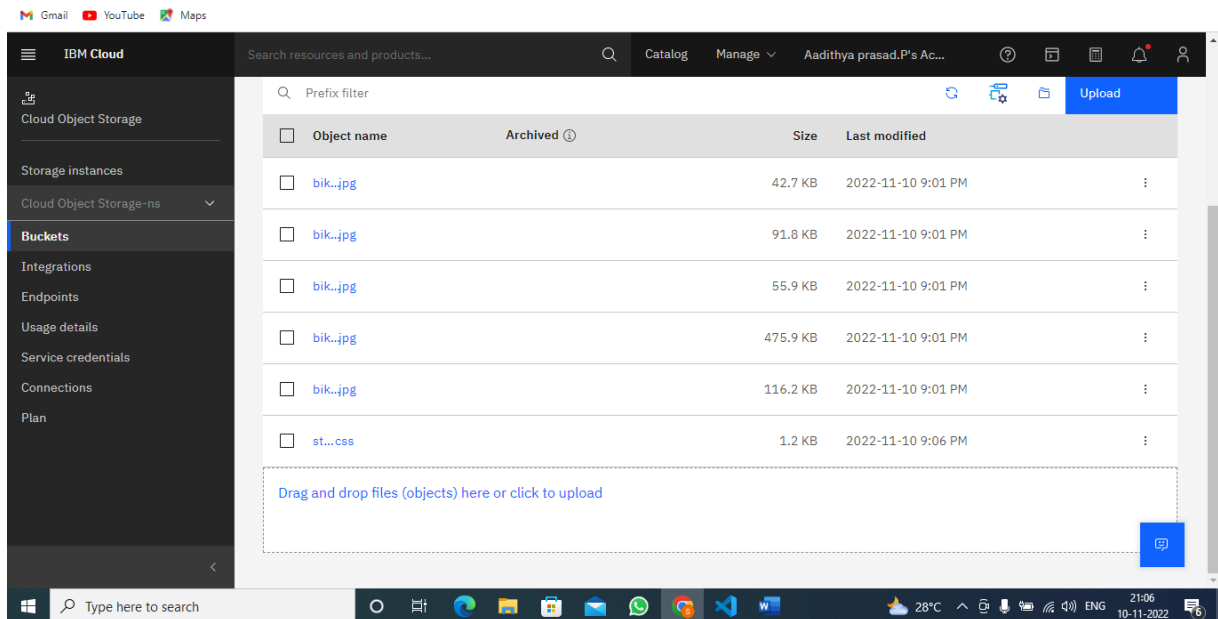 Gmail YouTube Maps
IBM Cloud Search resources and products... Catalog Manage Aadithya prasad.P's Ac...
Cloud Object Storage
Storage instances
Cloud Object Storage-ns
Buckets
Integrations
Endpoints
Usage details
Service credentials
Connections
Plan
Prefix filter Upload
Object name Archived Size Last modified
bik...jpg 42.7 KB 2022-11-10 9:01 PM
bik...jpg 91.8 KB 2022-11-10 9:01 PM
bik...jpg 55.9 KB 2022-11-10 9:01 PM
bik...jpg 475.9 KB 2022-11-10 9:01 PM
bik...jpg 116.2 KB 2022-11-10 9:01 PM
st...css 1.2 KB 2022-11-10 9:06 PM
Drag and drop files (objects) here or click to upload
Type here to search 28°C ENG 21:06
10-11-2022 6